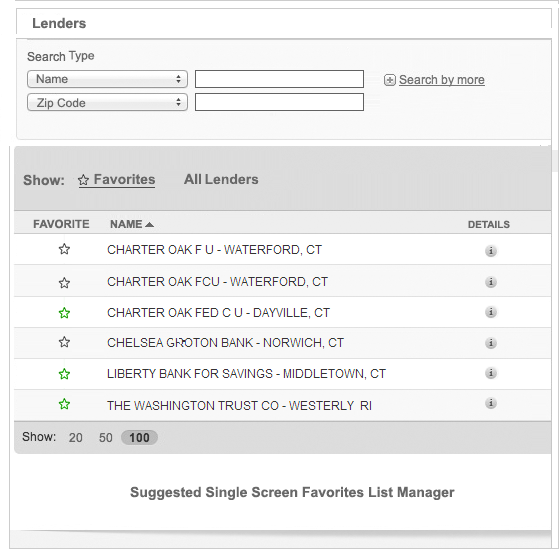 Lenders
Search Type
Name
Zip Code
Search by more
Show: Favorites All Lenders
FAVORITE NAME DETAILS
CHARTER OAK F U - WATERFORD, CT
CHARTER OAK FCU - WATERFORD, CT
CHARTER OAK FED C U - DAYVILLE, CT
CHELSEA GROTON BANK - NORWICH, CT
LIBERTY BANK FOR SAVINGS - MIDDLETOWN, CT
THE WASHINGTON TRUST CO - WESTERLY RI
Show: 20 50 100
Suggested Single Screen Favorites List Manager